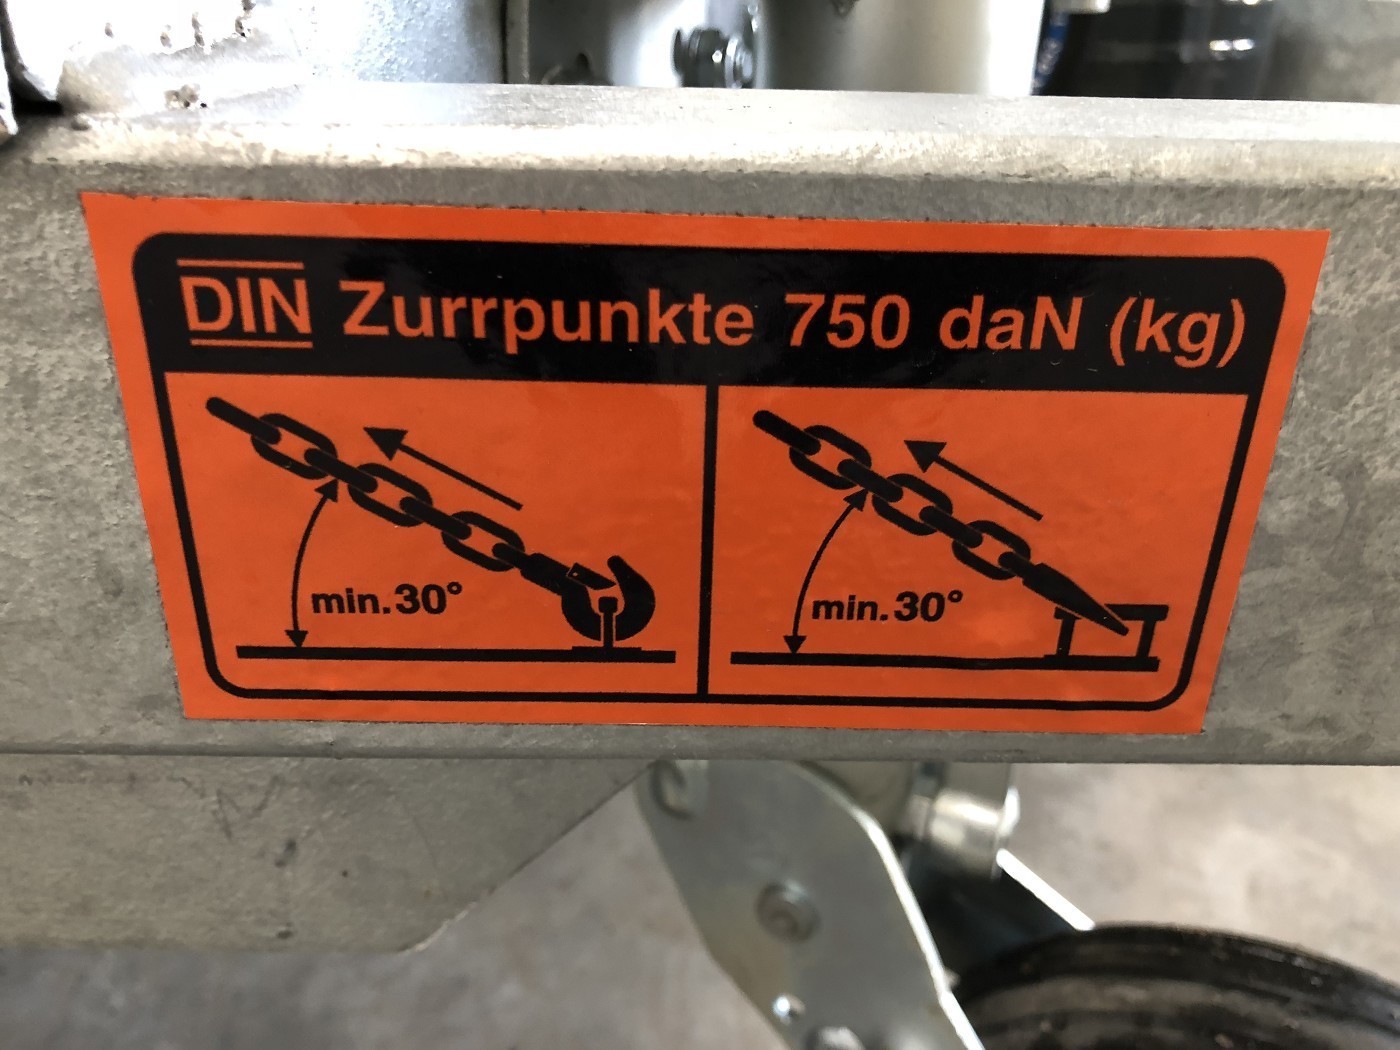 DIN Zurrpunkte 750 daN (kg)
min. 30°
min. 30°